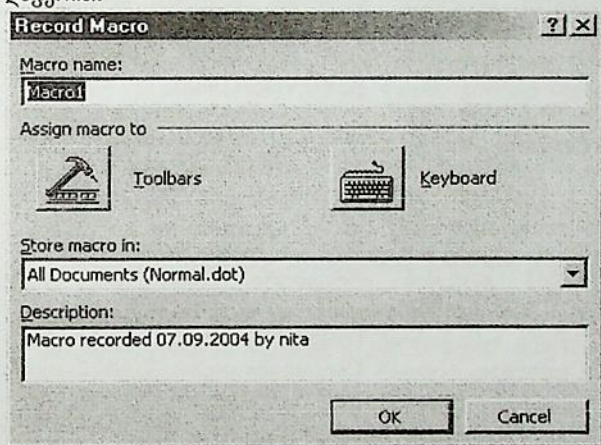 Record Macro
Macro name:
Macro1
Assign macro to
Toolbars
Keyboard
Store macro in:
All Documents (Normal.dot)
Description:
Macro recorded 07.09.2004 by nita
OK
Cancel